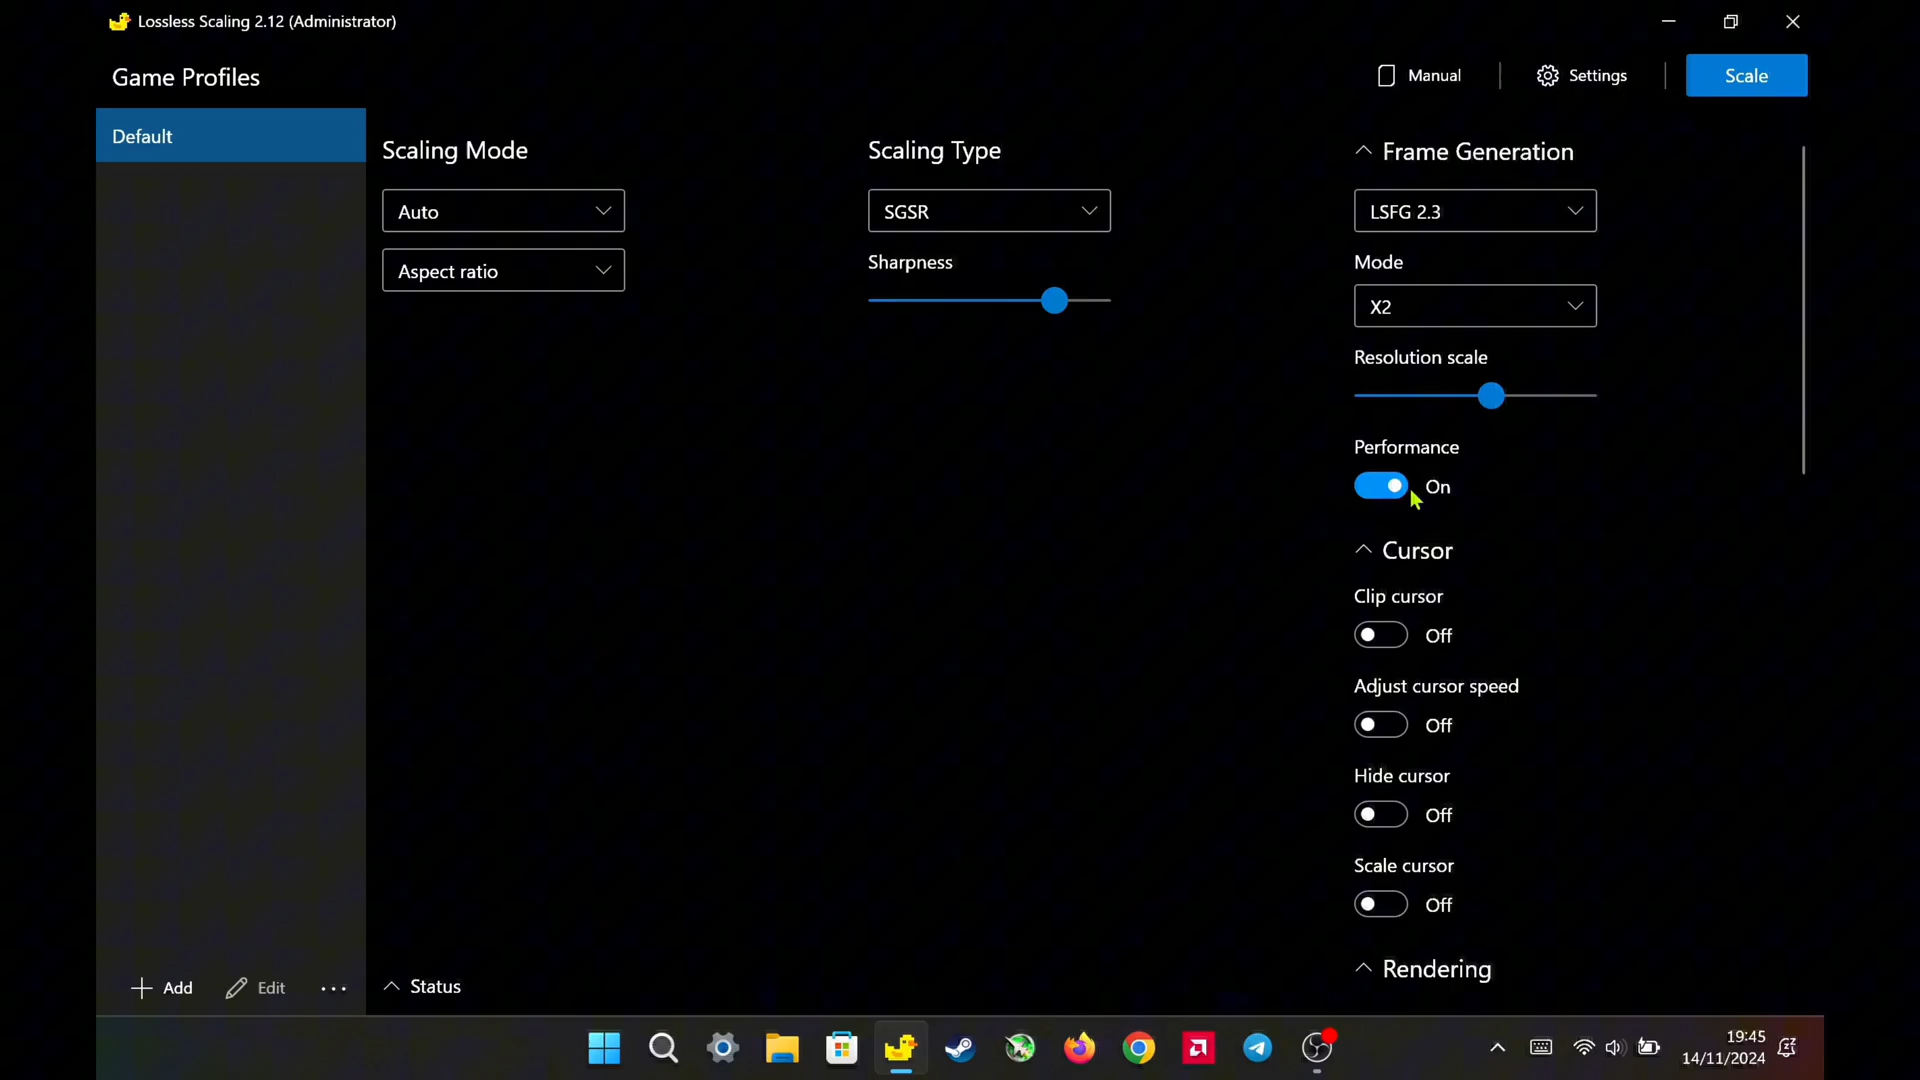 Lossless Scaling 2.12 (Administrator)
Game Profiles
Manual
Settings
Scale
Default
Scaling Mode
Auto
Aspect ratio
Scaling Type
SGSR
Sharpness
Frame Generation
LSFG 2.3
Mode
X2
Resolution scale
Performance
On
Cursor
Clip cursor
Off
Adjust cursor speed
Off
Hide cursor
Off
Scale cursor
Off
Rendering
Add
Edit
Status
19:45
14/11/2024